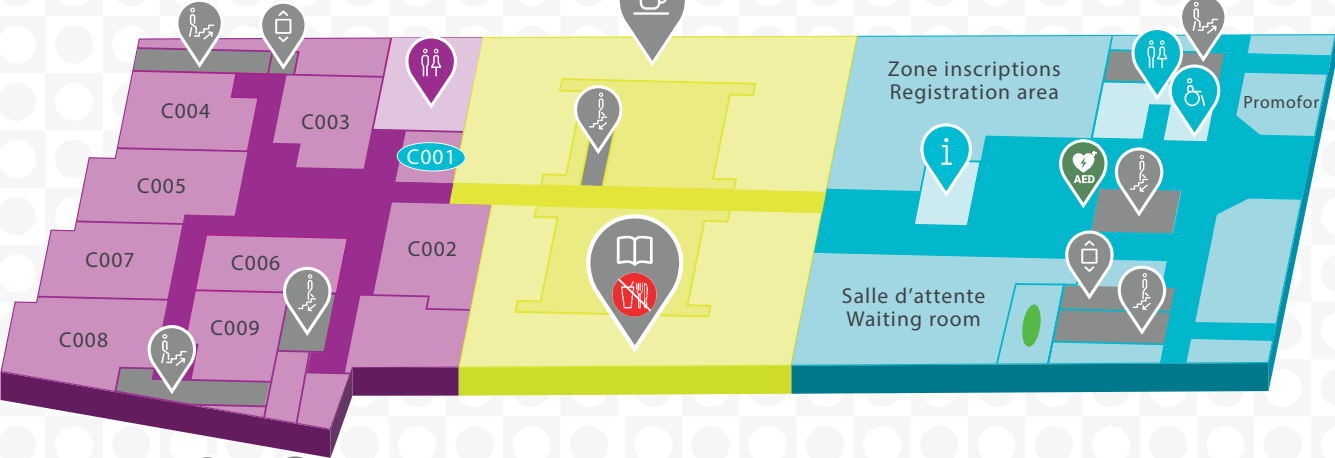 C004
C003
C001
C005
C007
C006
C002
C008
C009
Zone inscriptions
Registration area
i
AED
Promofor
Salle d'attente
Waiting room